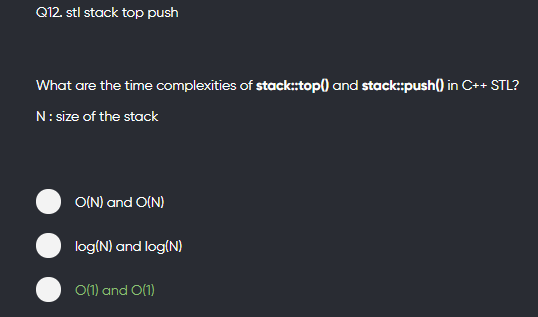 Q12. stl stack top push
What are the time complexities of stack::top() and stack::push() in C++ STL?
N : size of the stack
O(N) and O(N)
log(N) and log(N)
O(1) and O(1)